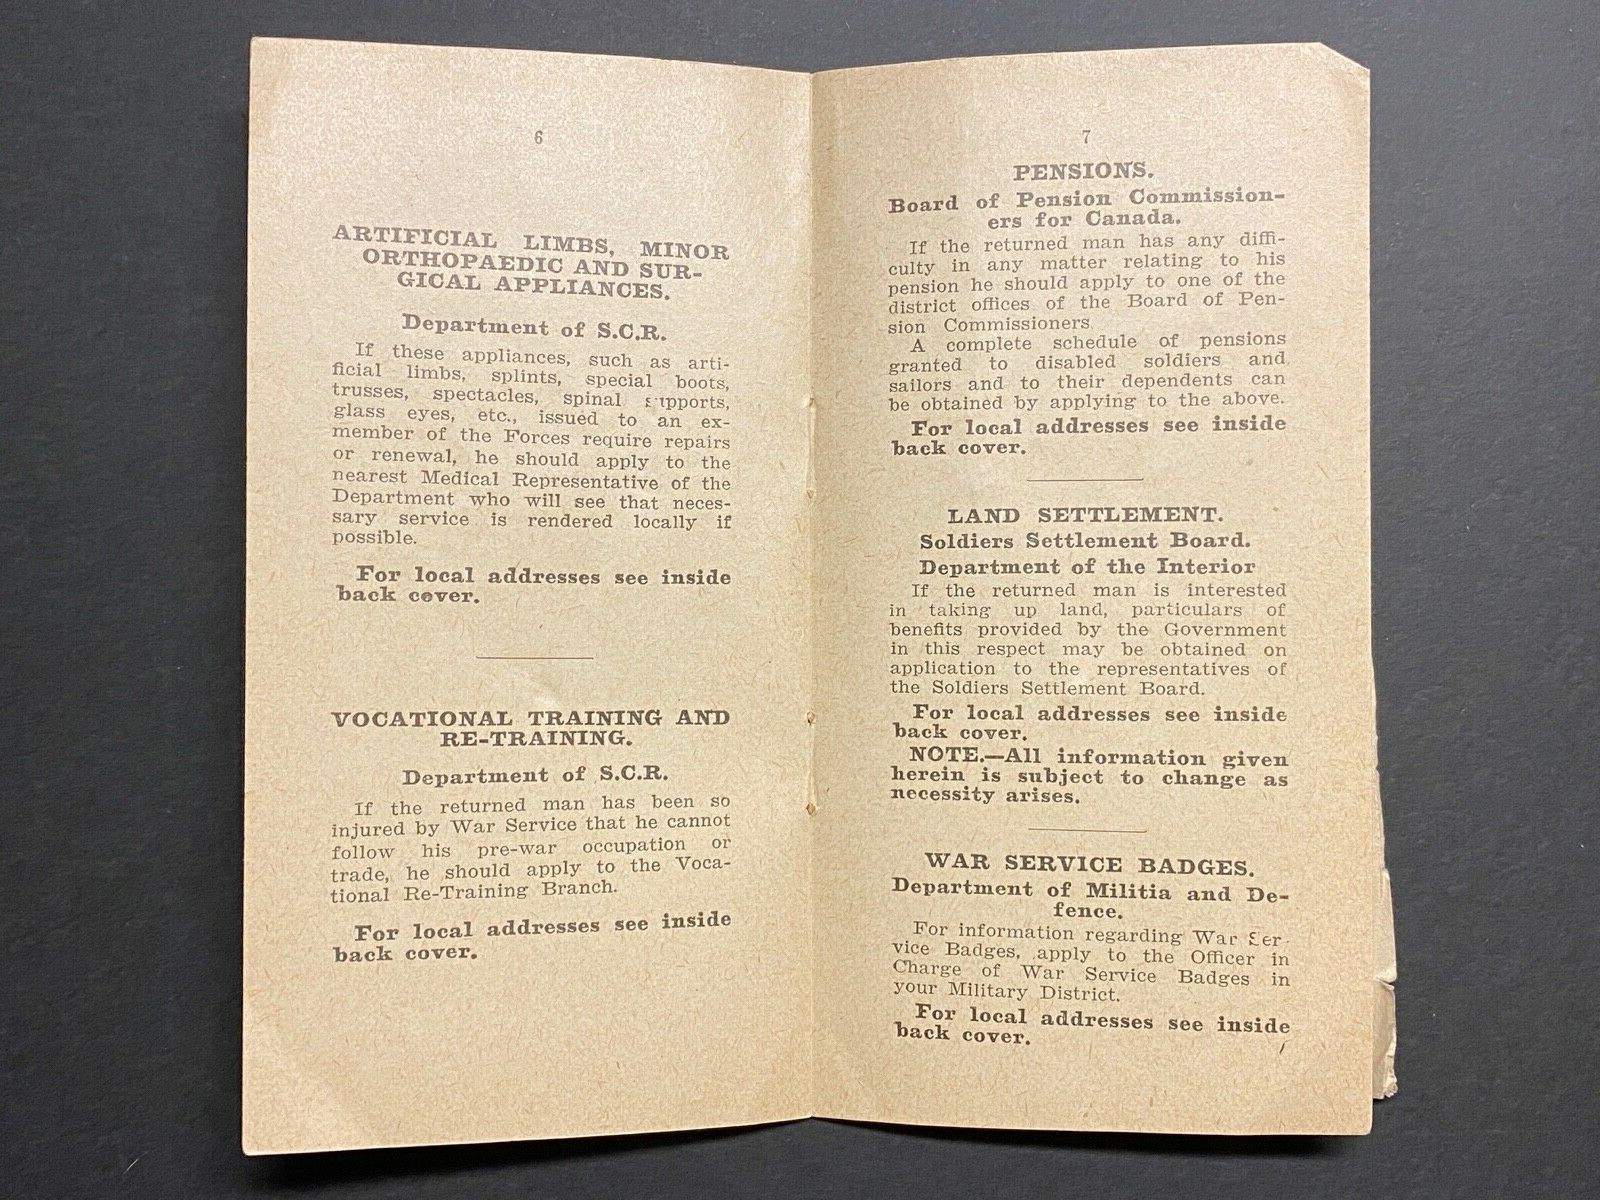 6
ARTIFICIAL LIMBS, MINOR
ORTHOPAEDIC AND SUR-
GICAL APPLIANCES.
Department of S.C.R.
If these appliances, such as arti-
ficial limbs, splints, special boots,
trusses, spectacles, spinal supports,
glass eyes, etc., issued to an ex-
member of the Forces require repairs
or renewal, he should apply to the
nearest Medical Representative of the
Department who will see that neces-
sary service is rendered locally if
possible.
For local addresses see inside
back cover.
VOCATIONAL TRAINING AND
RE-TRAINING.
Department of S.C.R.
If the returned man has been so
injured by War Service that he cannot
follow his pre-war occupation or
trade, he should apply to the Voca-
tional Re-Training Branch.
For local addresses see inside
back cover.
7
PENSIONS.
Board of Pension Commission-
ers for Canada.
If the returned man has any diffi-
culty in any matter relating to his
pension he should apply to one of the
district offices of the Board of Pen-
sion Commissioners.
A complete schedule of pensions
granted to disabled soldiers and
sailors and to their dependents can
be obtained by applying to the above.
For local addresses see inside
back cover.
LAND SETTLEMENT.
Soldiers Settlement Board.
Department of the Interior
If the returned man is interested
in taking up land, particulars of
benefits provided by the Government
in this respect may be obtained on
application to the representatives of
the Soldiers Settlement Board.
For local addresses see inside
back cover.
NOTE.—All information given
herein is subject to change as
necessity arises.
WAR SERVICE BADGES.
Department of Militia and De-
fence.
For information regarding War Ser-
vice Badges, apply to the Officer in
Charge of War Service Badges in
your Military District.
For local addresses see inside
back cover.